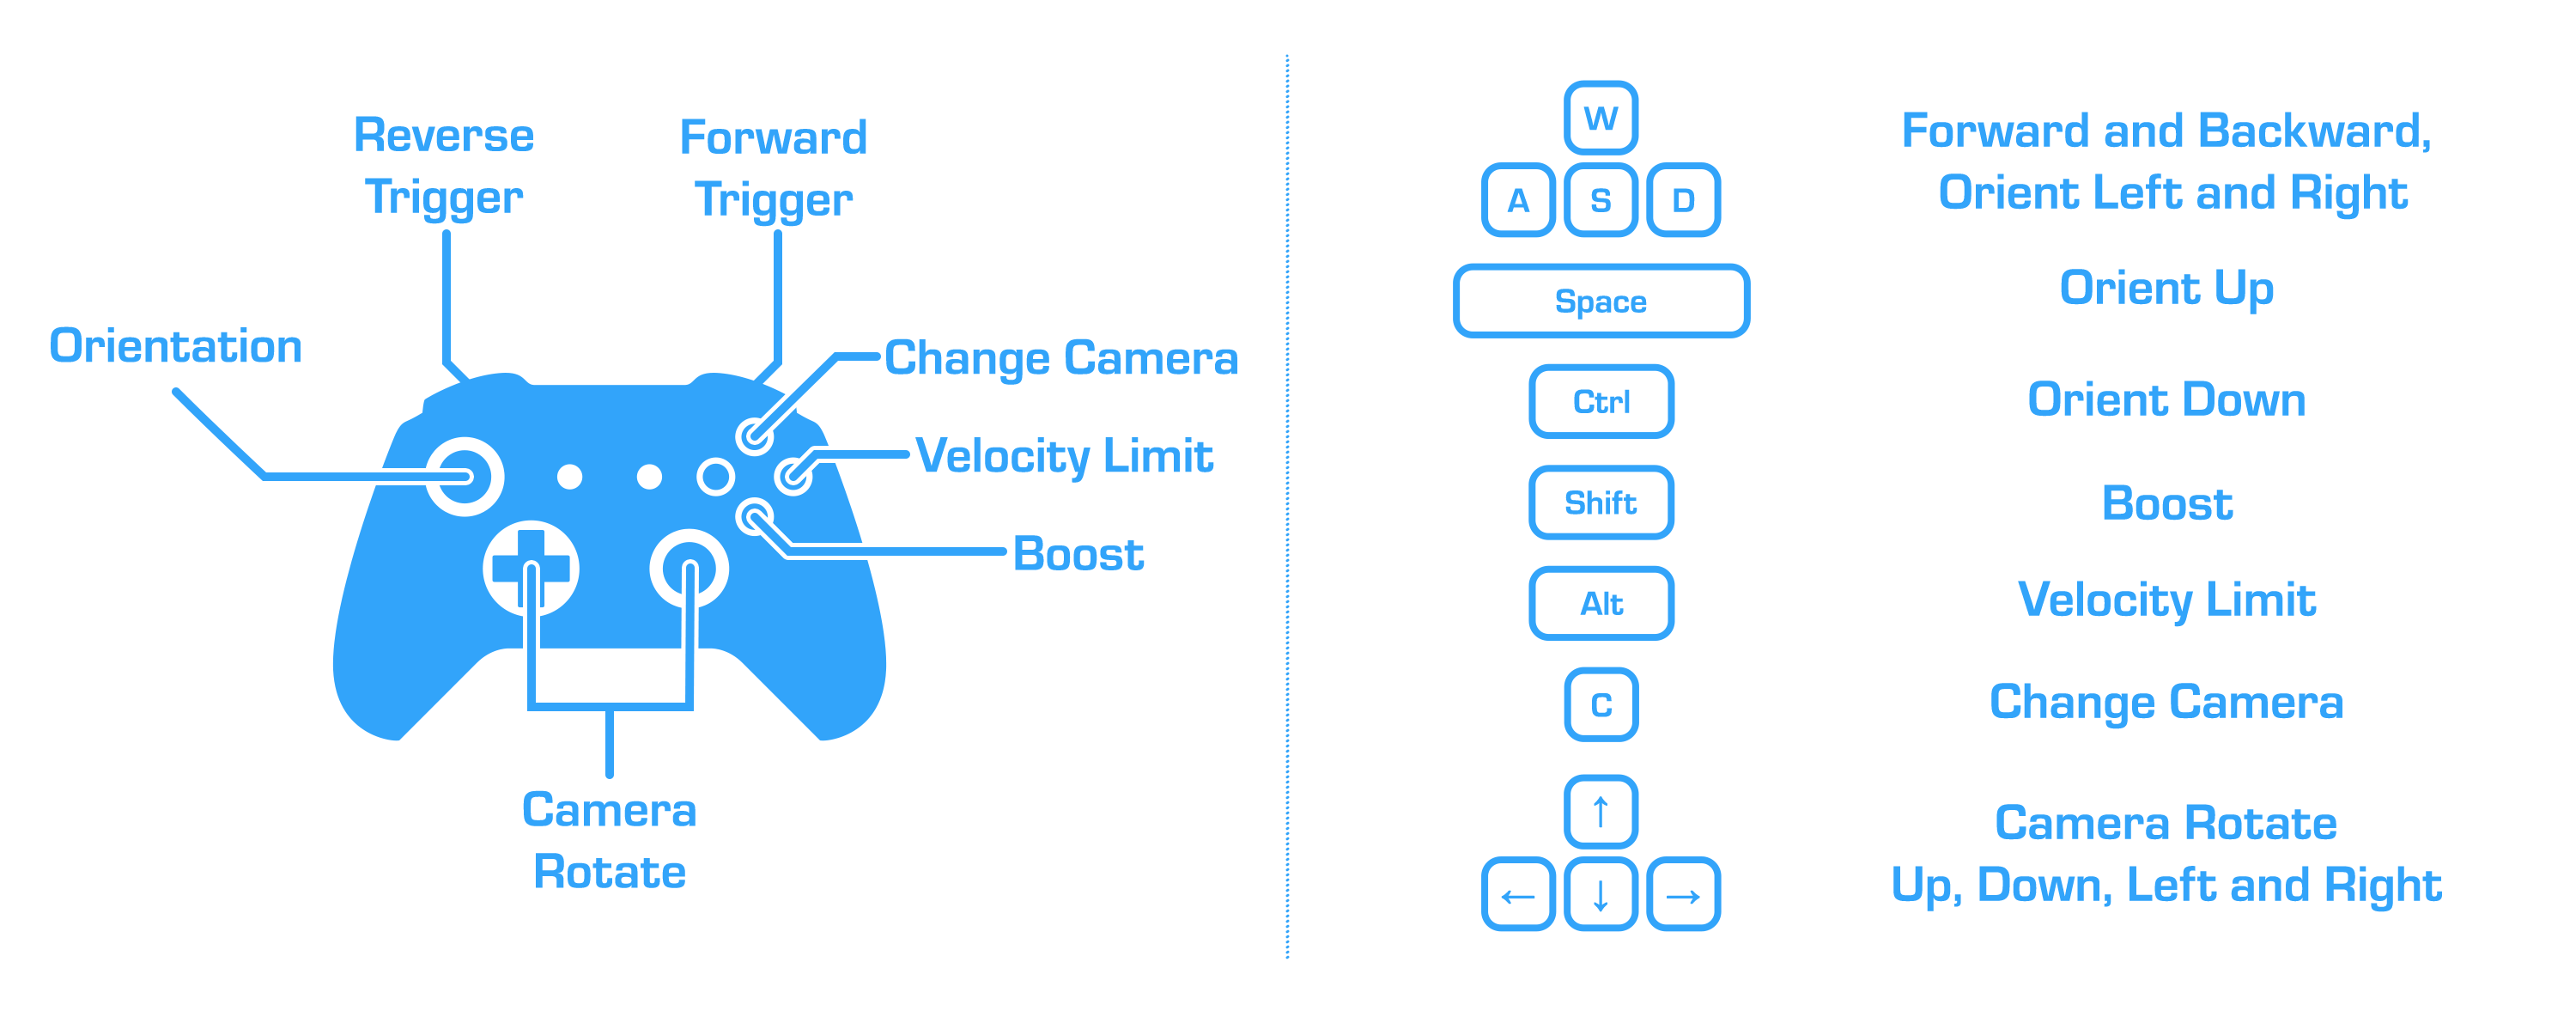 Reverse
Trigger
Forward
Trigger
Orientation
Change Camera
Velocity Limit
Boost
Camera
Rotate
W
A S D
Forward and Backward,
Orient Left and Right
Space
Orient Up
Ctrl
Orient Down
Shift
Boost
Alt
Velocity Limit
C
Change Camera
↑
← ↓ →
Camera Rotate
Up, Down, Left and Right